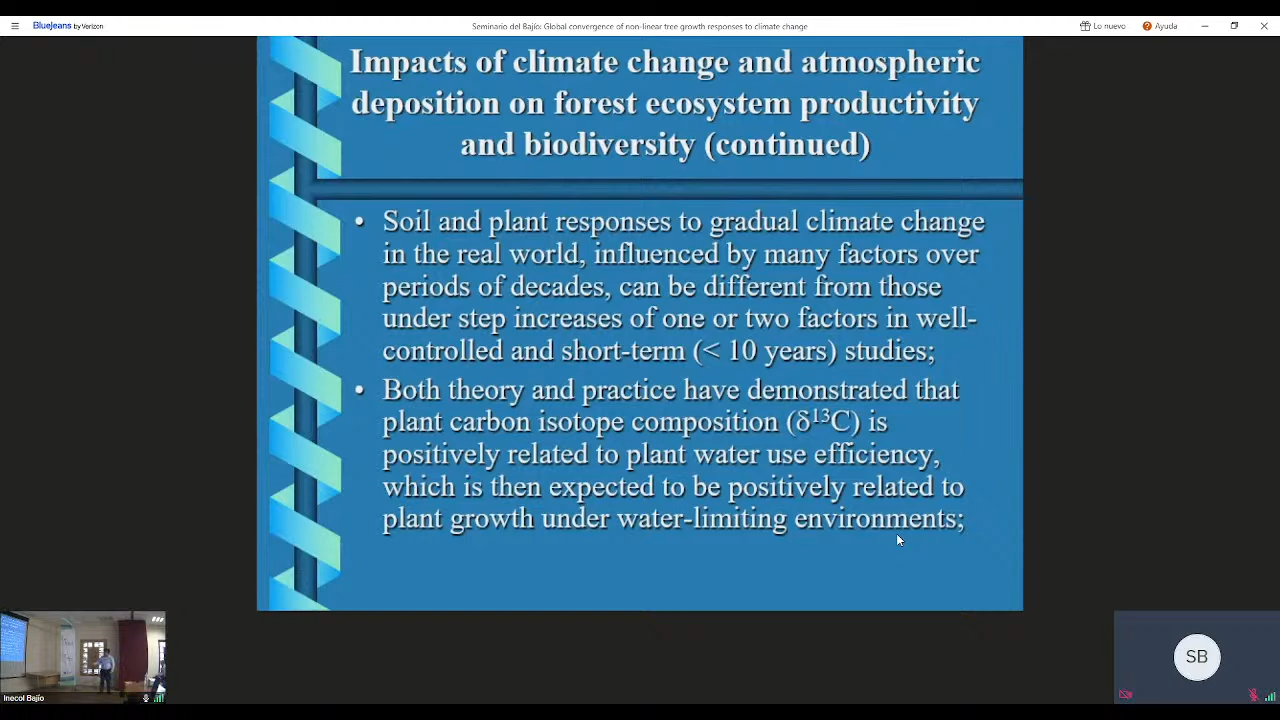 BlueJeans by Verizon
Seminario del Bajío: Global convergence of non-linear tree growth responses to climate change
Lo nuevo
Ayuda
Impacts of climate change and atmospheric
deposition on forest ecosystem productivity
and biodiversity (continued)
• Soil and plant responses to gradual climate change
in the real world, influenced by many factors over
periods of decades, can be different from those
under step increases of one or two factors in well-
controlled and short-term (< 10 years) studies;
• Both theory and practice have demonstrated that
plant carbon isotope composition (δ¹³C) is
positively related to plant water use efficiency,
which is then expected to be positively related to
plant growth under water-limiting environments;
Inecol Bajío
SB